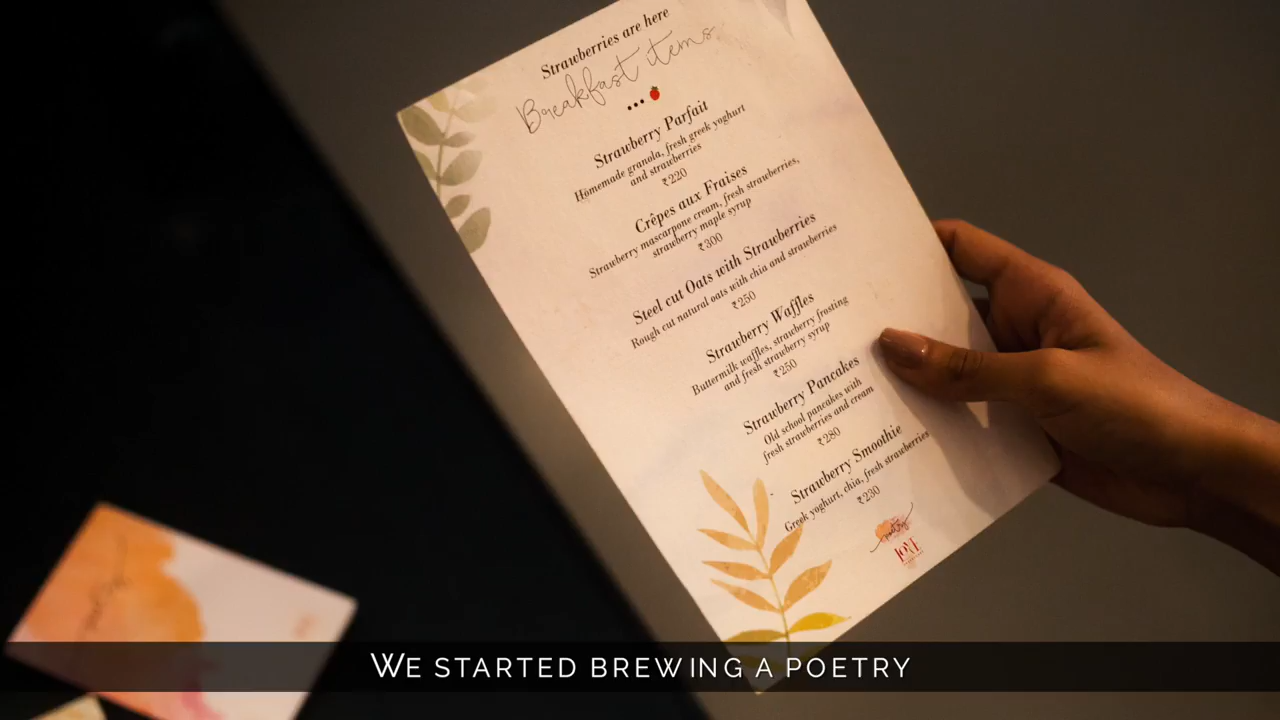 Strawberries are here
Breakfast items
Strawberry Parfait
Homemade granola, fresh greek yoghurt
and strawberries
₹220
Crêpes aux Fraises
Strawberry mascarpone cream, fresh strawberries,
strawberry maple syrup
₹300
Steel cut Oats with Strawberries
Rough cut natural oats with chia and strawberries
₹250
Strawberry Waffles
Buttermilk waffles, strawberry frosting
and fresh strawberry syrup
₹250
Strawberry Pancakes
Old school pancakes with
fresh strawberries and cream
₹280
Strawberry Smoothie
Greek yoghurt, chia, fresh strawberries
₹230
poetry
LOVE
WE STARTED BREWING A POETRY